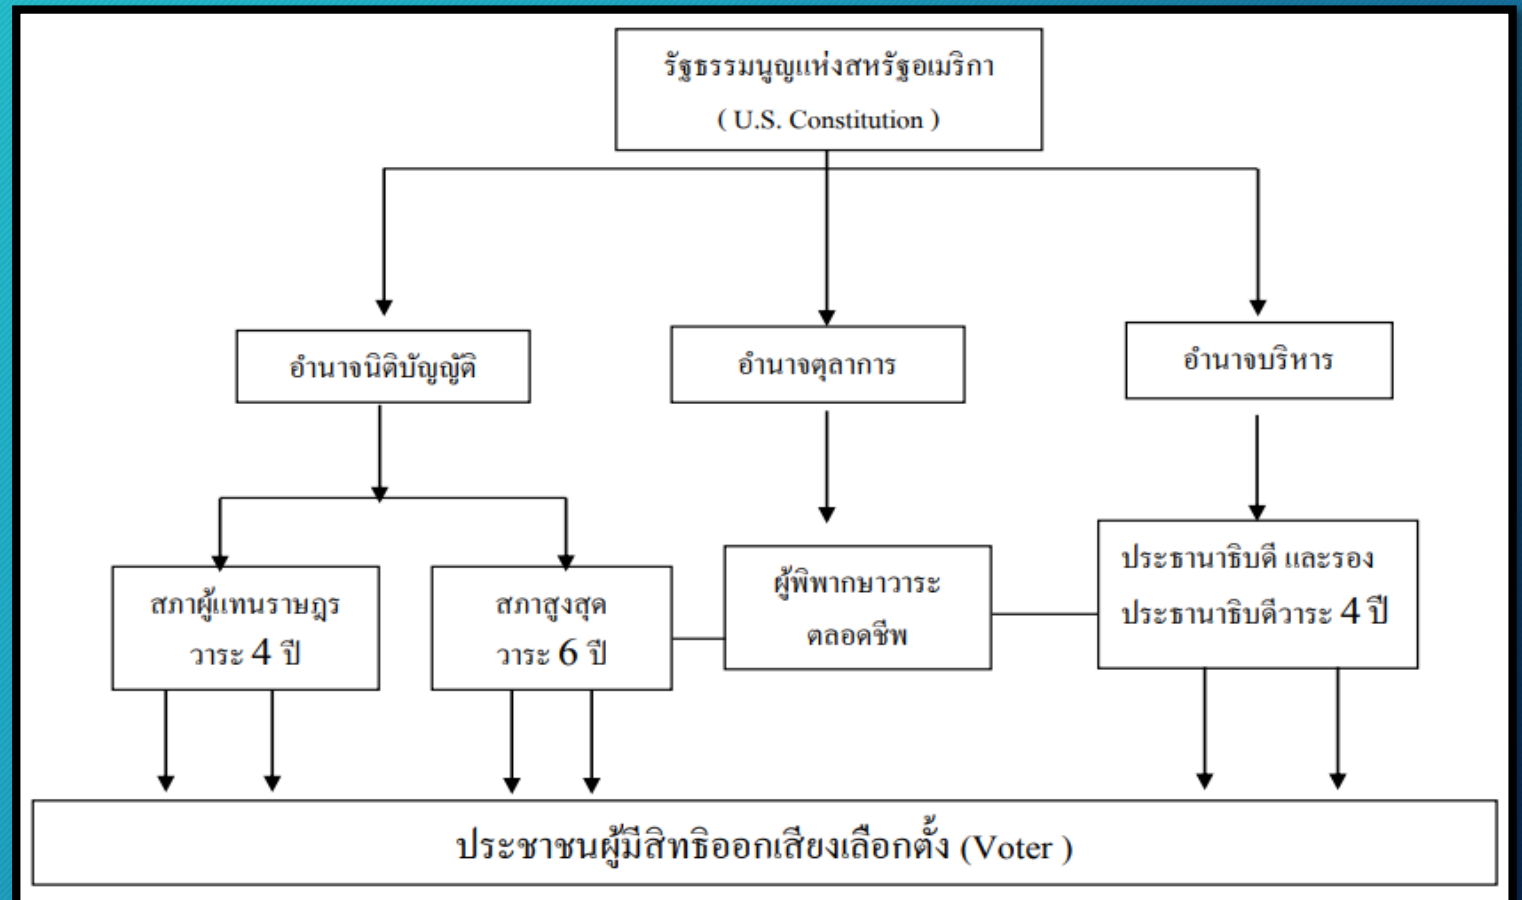 รัฐธรรมนูญแห่งสหรัฐอเมริกา
( U.S. Constitution )
อำนาจนิติบัญญัติ
อำนาจตุลาการ
อำนาจบริหาร
สภาผู้แทนราษฎร
วาระ 4 ปี
สภาสูงสุด
วาระ 6 ปี
ผู้พิพากษาวาระ
ตลอดชีพ
ประธานาธิบดี และรอง
ประธานาธิบดีวาระ 4 ปี
ประชาชนผู้มีสิทธิออกเสียงเลือกตั้ง (Voter )